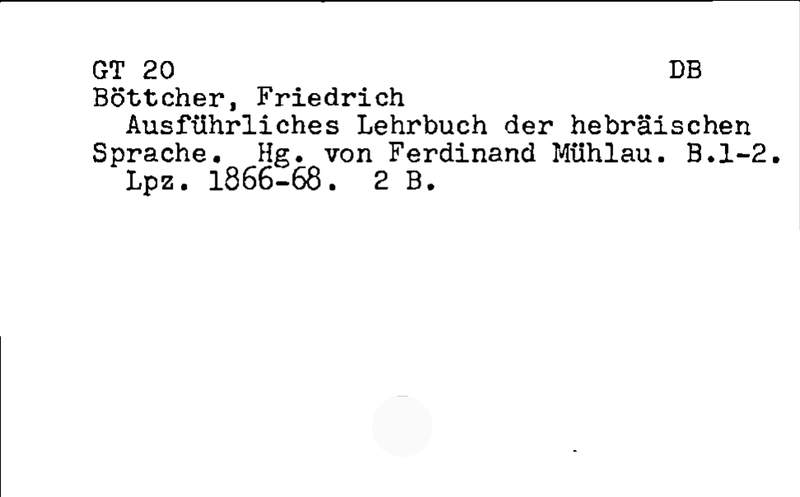 GT 20 DB
Böttcher, Friedrich
Ausführliches Lehrbuch der hebräischen
Sprache. Hg. von Ferdinand Mühlau. B.1-2.
Lpz. 1866-68. 2 B.